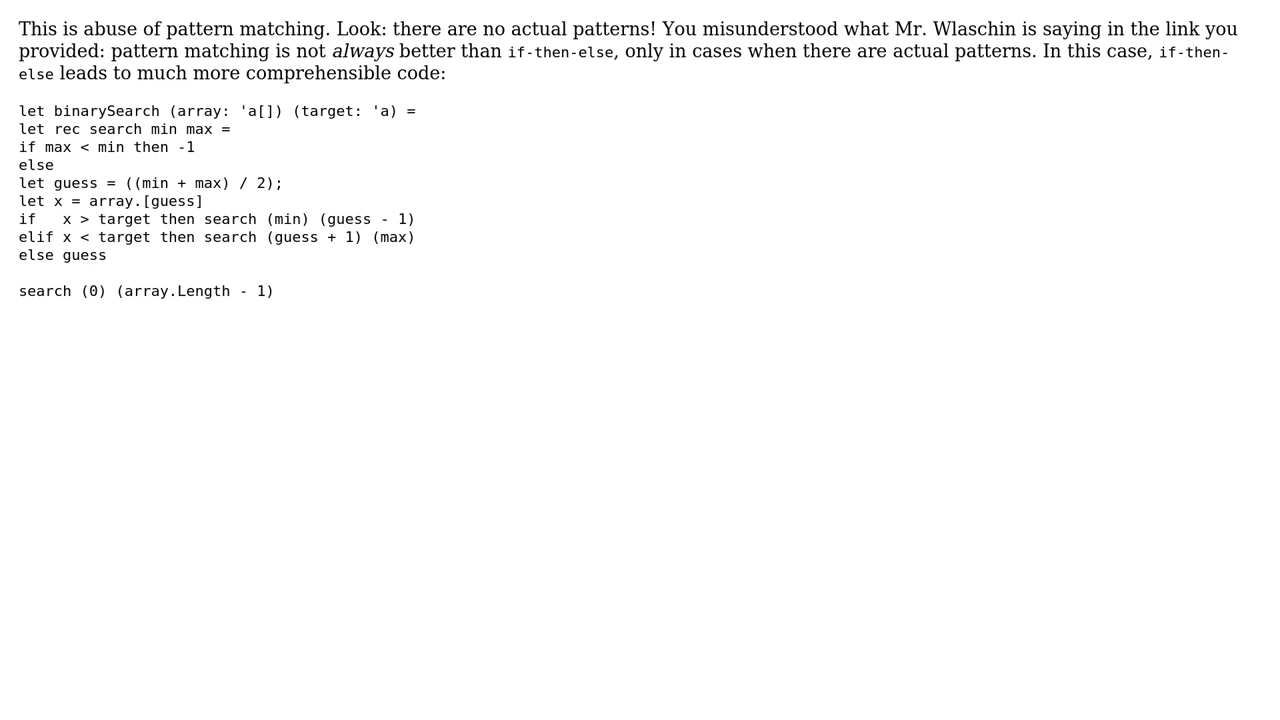 This is abuse of pattern matching. Look: there are no actual patterns! You misunderstood what Mr. Wlaschin is saying in the link you
provided: pattern matching is not always better than if-then-else, only in cases when there are actual patterns. In this case, if-then-
else leads to much more comprehensible code:
let binarySearch (array: 'a[]) (target: 'a) =
let rec search min max =
if max < min then -1
else
let guess = ((min + max) / 2);
let x = array.[guess]
if   x > target then search (min) (guess - 1)
elif x < target then search (guess + 1) (max)
else guess
search (0) (array.Length - 1)